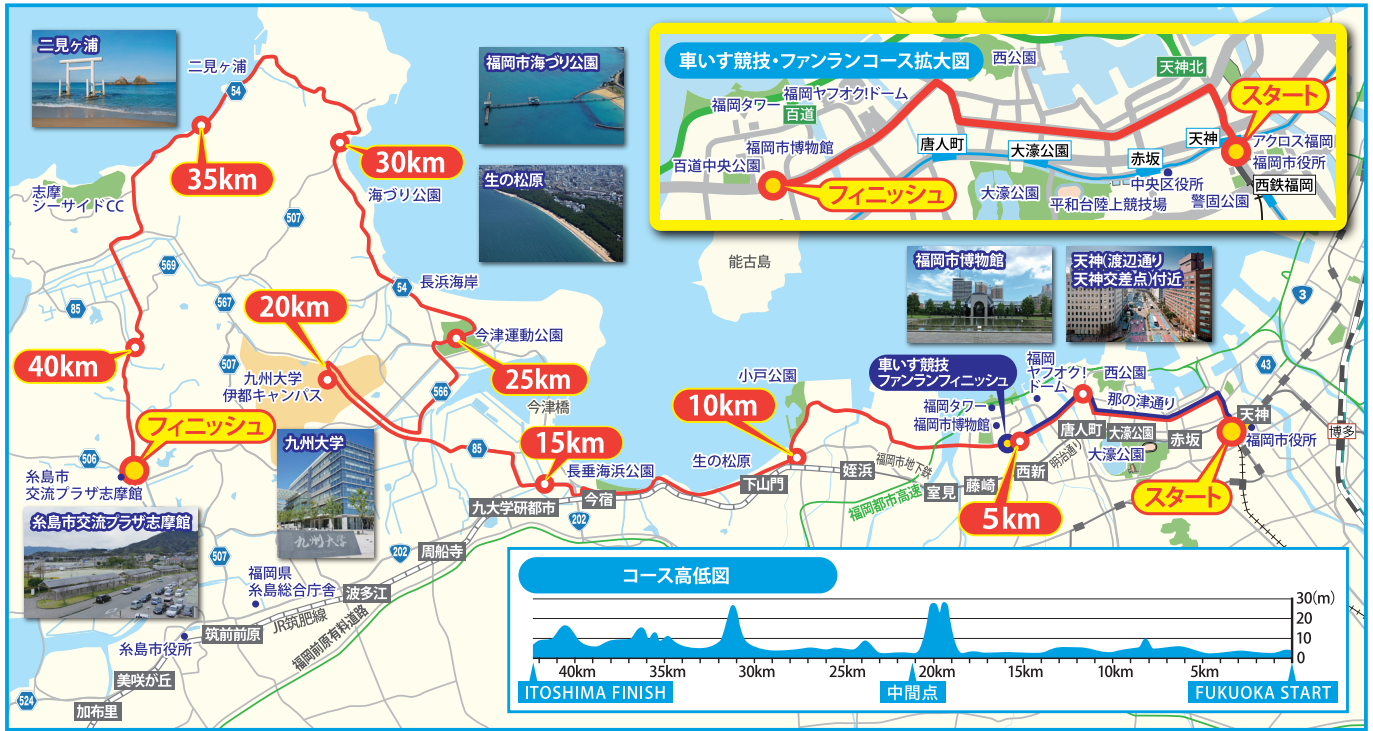 二見ヶ浦
二見ヶ浦
54
福岡市海づり公園
生の松原
35km
30km
海づり公園
志摩
シーサイドCC
507
569
567
85
54
長浜海岸
20km
今津運動公園
40km
507
九州大学
伊都キャンパス
25km
566
今津橋
フィニッシュ
九州大学
85
15km
506
糸島市
交流プラザ志摩館
長垂海浜公園
糸島市交流プラザ志摩館
九州大学
九大学研都市
今宿
202
507
202
周船寺
福岡県
糸島総合庁舎
波多江
JR筑肥線
筑前前原
福岡前原有料道路
糸島市役所
美咲が丘
524
加布里
車いす競技・ファンランコース拡大図
西公園
天神北
スタート
福岡ヤフオク!ドーム
福岡タワー
百道
福岡市博物館
百道中央公園
唐人町
大濠公園
赤坂
天神
アクロス福岡
福岡市役所
中央区役所
西鉄福岡
フィニッシュ
大濠公園
平和台陸上競技場
警固公園
能古島
福岡市博物館
天神(渡辺通り
天神交差点)付近
3
43
小戸公園
車いす競技
ファンランフィニッシュ
福岡
ヤフオク!
ドーム
西公園
10km
福岡タワー
福岡市博物館
那の津通り
天神
唐人町
大濠公園
赤坂
福岡市役所
博多
生の松原
姪浜
福岡市地下鉄
明治通り
大濠公園
下山門
西新
藤崎
室見
福岡都市高速
5km
スタート
コース高低図
30(m)
20
10
0
40km
35km
30km
25km
20km
15km
10km
5km
ITOSHIMA FINISH
中間点
FUKUOKA START